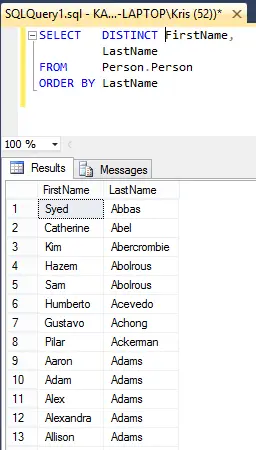 SQLQuery1.sql - KA...-LAPTOP\Kris (52))*
SELECT DISTINCT FirstName,
LastName
FROM Person.Person
ORDER BY LastName
100 %
Results Messages
FirstName LastName
1 Syed Abbas
2 Catherine Abel
3 Kim Abercrombie
4 Hazem Abolrous
5 Sam Abolrous
6 Humberto Acevedo
7 Gustavo Achong
8 Pilar Ackerman
9 Aaron Adams
10 Adam Adams
11 Alex Adams
12 Alexandra Adams
13 Allison Adams